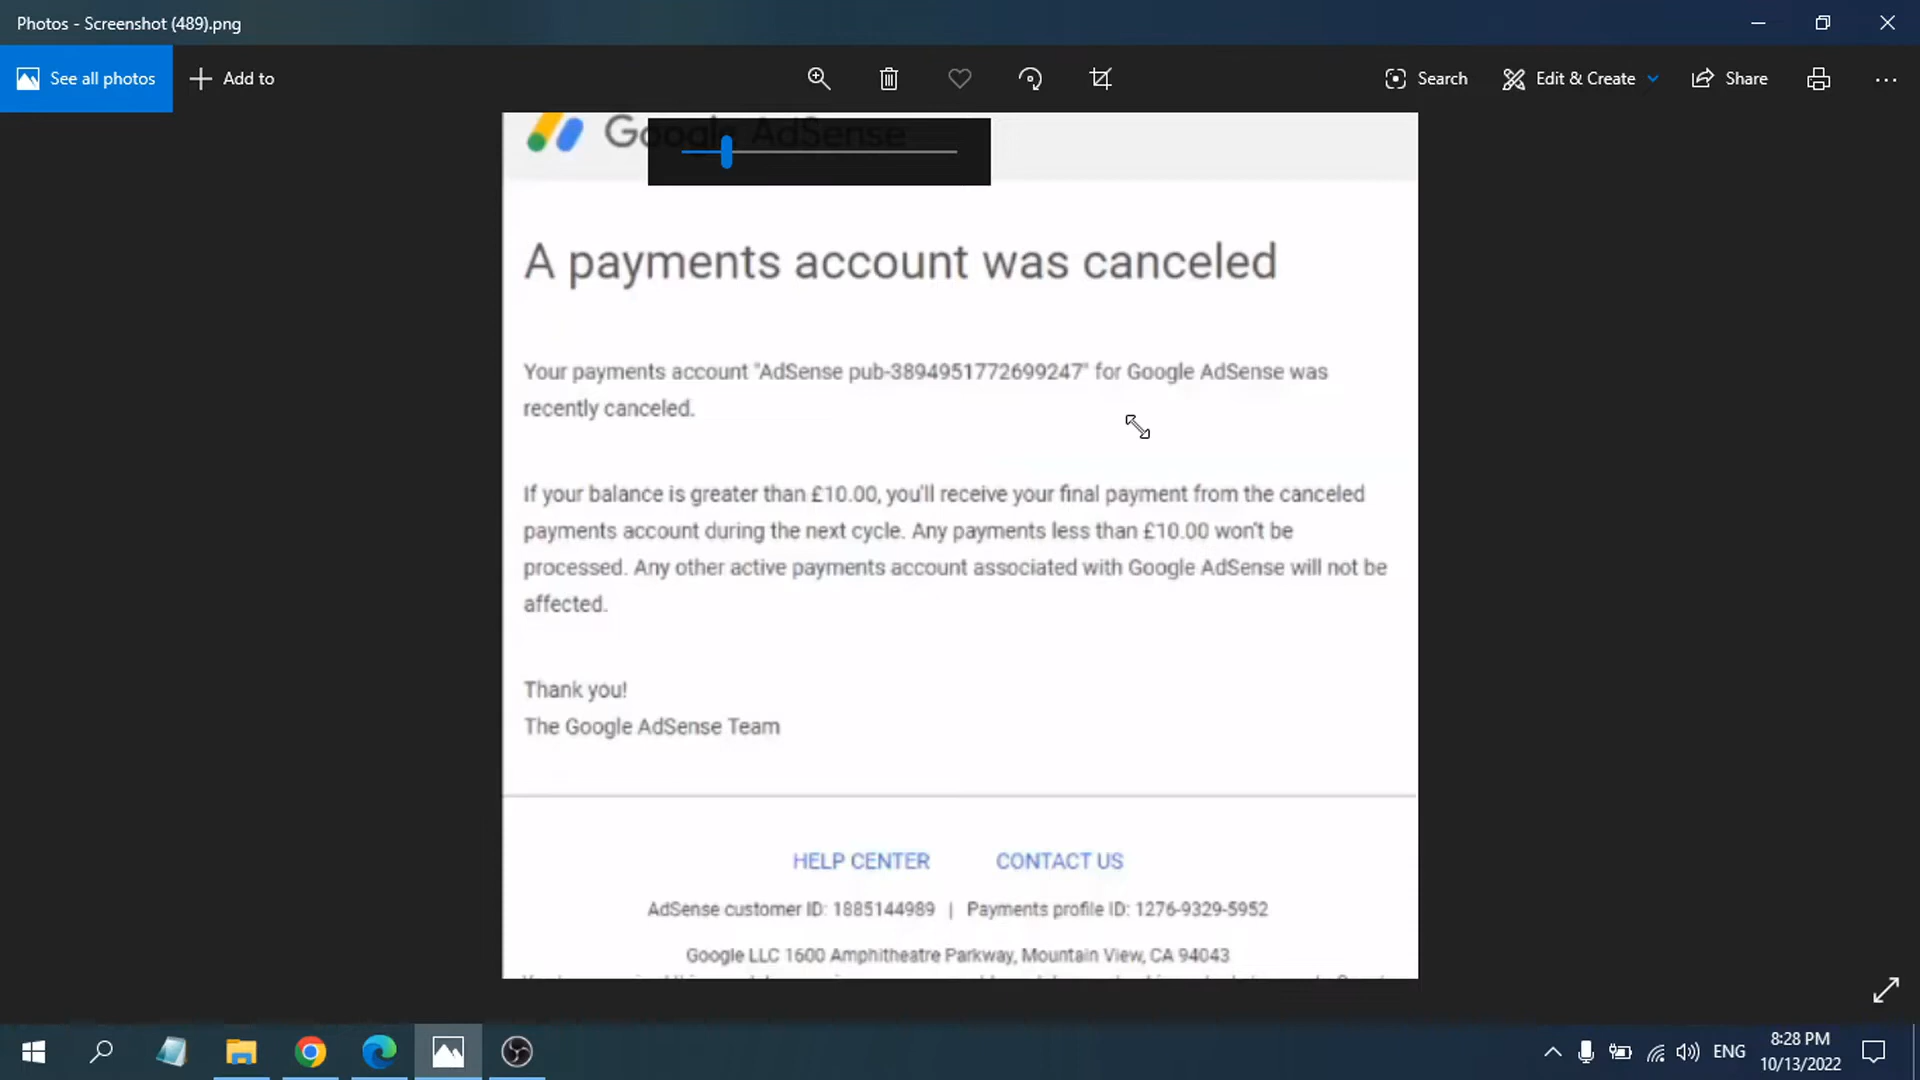 Photos - Screenshot (489).png
See all photos
Add to
Search
Edit & Create
Share
Google AdSense
A payments account was canceled
Your payments account "AdSense pub-3894951772699247" for Google AdSense was
recently canceled.
If your balance is greater than £10.00, you'll receive your final payment from the canceled
payments account during the next cycle. Any payments less than £10.00 won't be
processed. Any other active payments account associated with Google AdSense will not be
affected.
Thank you!
The Google AdSense Team
HELP CENTER CONTACT US
AdSense customer ID: 1885144989 | Payments profile ID: 1276-9329-5952
Google LLC 1600 Amphitheatre Parkway, Mountain View, CA 94043
ENG
8:28 PM
10/13/2022